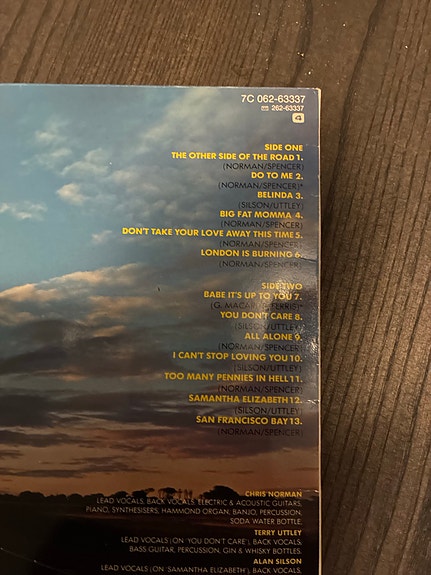 7C 062-63337
262-63337
4
SIDE ONE
THE OTHER SIDE OF THE ROAD 1.
(NORMAN/SPENCER)
DO TO ME 2.
(NORMAN/SPENCER)*
BELINDA 3.
(SILSON/UTTLEY)
BIG FAT MOMMA 4.
(NORMAN/SPENCER)
DON'T TAKE YOUR LOVE AWAY THIS TIME 5.
(NORMAN/SPENCER)
LONDON IS BURNING 6.
(NORMAN/SPENCER)
SIDE TWO
BABE IT'S UP TO YOU 7.
(G. MACARI/R. FERRIS)*
YOU DON'T CARE 8.
(SILSON/UTTLEY)
ALL ALONE 9.
(NORMAN/SPENCER)
I CAN'T STOP LOVING YOU 10.
(SILSON/UTTLEY)
TOO MANY PENNIES IN HELL 11.
(NORMAN/SPENCER)
SAMANTHA ELIZABETH 12.
(SILSON/UTTLEY)
SAN FRANCISCO BAY 13.
(NORMAN/SPENCER)
CHRIS NORMAN
LEAD VOCALS, BACK VOCALS, ELECTRIC & ACOUSTIC GUITARS,
PIANO, SYNTHESISERS, HAMMOND ORGAN, BANJO, PERCUSSION,
SODA WATER BOTTLE.
TERRY UTTLEY
LEAD VOCALS (ON 'YOU DON'T CARE'), BACK VOCALS,
BASS GUITAR, PERCUSSION, GIN & WHISKY BOTTLES.
ALAN SILSON
LEAD VOCALS (ON 'SAMANTHA ELIZABETH'), BACK VOCALS,